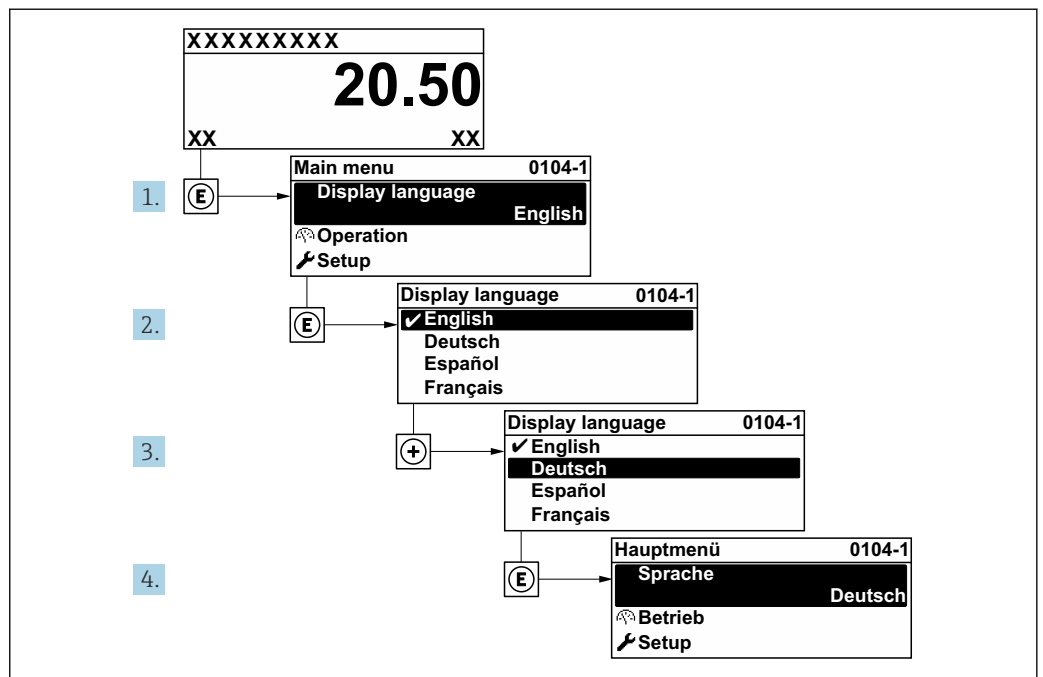 XXXXXXXXX
20.50
XX XX
1. E
Main menu 0104-1
Display language
English
Operation
Setup
2. E
Display language 0104-1
✔English
Deutsch
Español
Français
3. +
Display language 0104-1
✔English
Deutsch
Español
Français
4. E
Hauptmenü 0104-1
Sprache
Deutsch
Betrieb
Setup